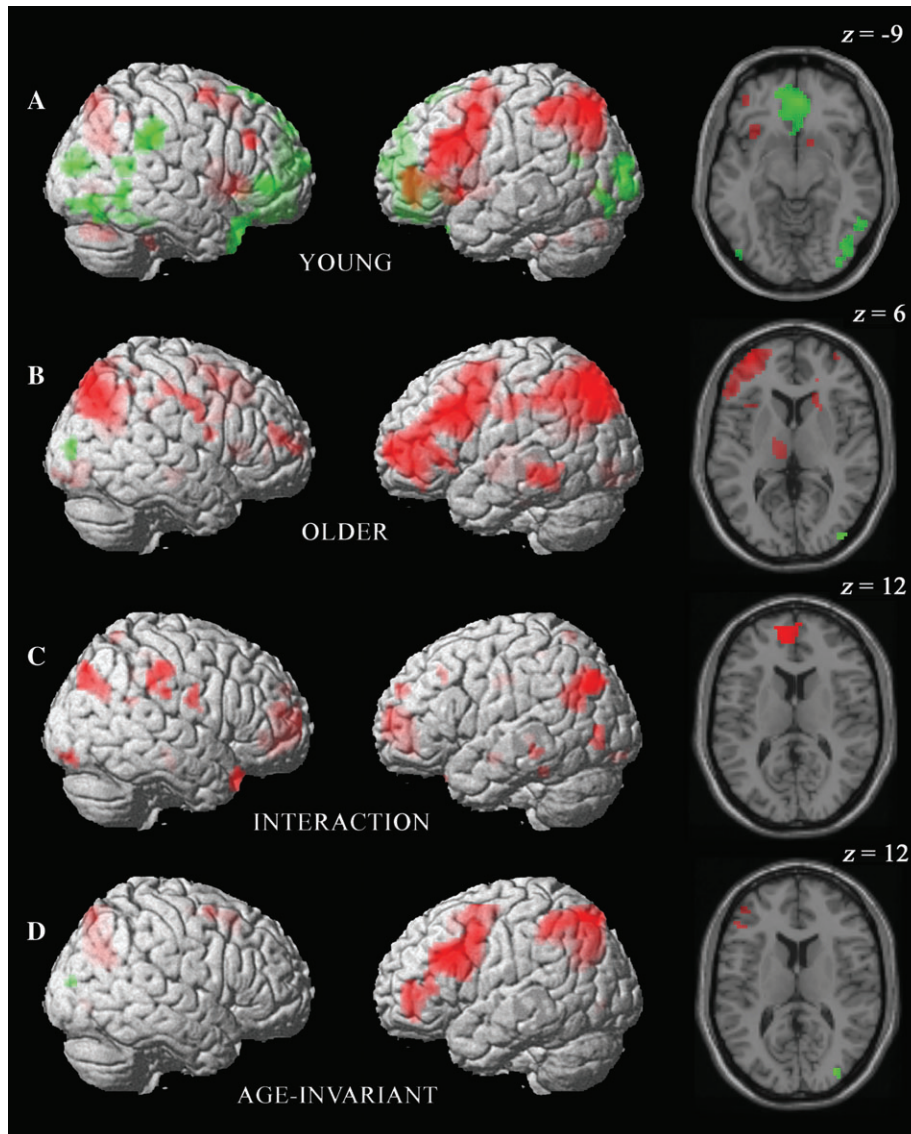 z = -9
A
YOUNG
z = 6
B
OLDER
z = 12
C
INTERACTION
z = 12
D
AGE-INVARIANT